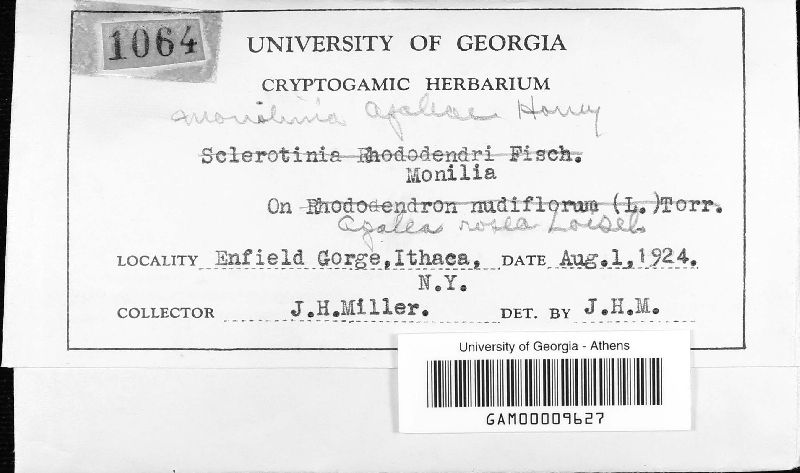 1064
UNIVERSITY OF GEORGIA
CRYPTOGAMIC HERBARIUM
Monilinia azaleae Honey
Sclerotinia Rhododendri Fisch.
Monilia
On Rhododendron nudiflorum (L.)Torr.
Azalea rosea Loisel.
LOCALITY Enfield Gorge,Ithaca, DATE Aug.1,1924.
N.Y.
COLLECTOR J.H.Miller. DET. BY J.H.M.
University of Georgia - Athens
GAM00009627